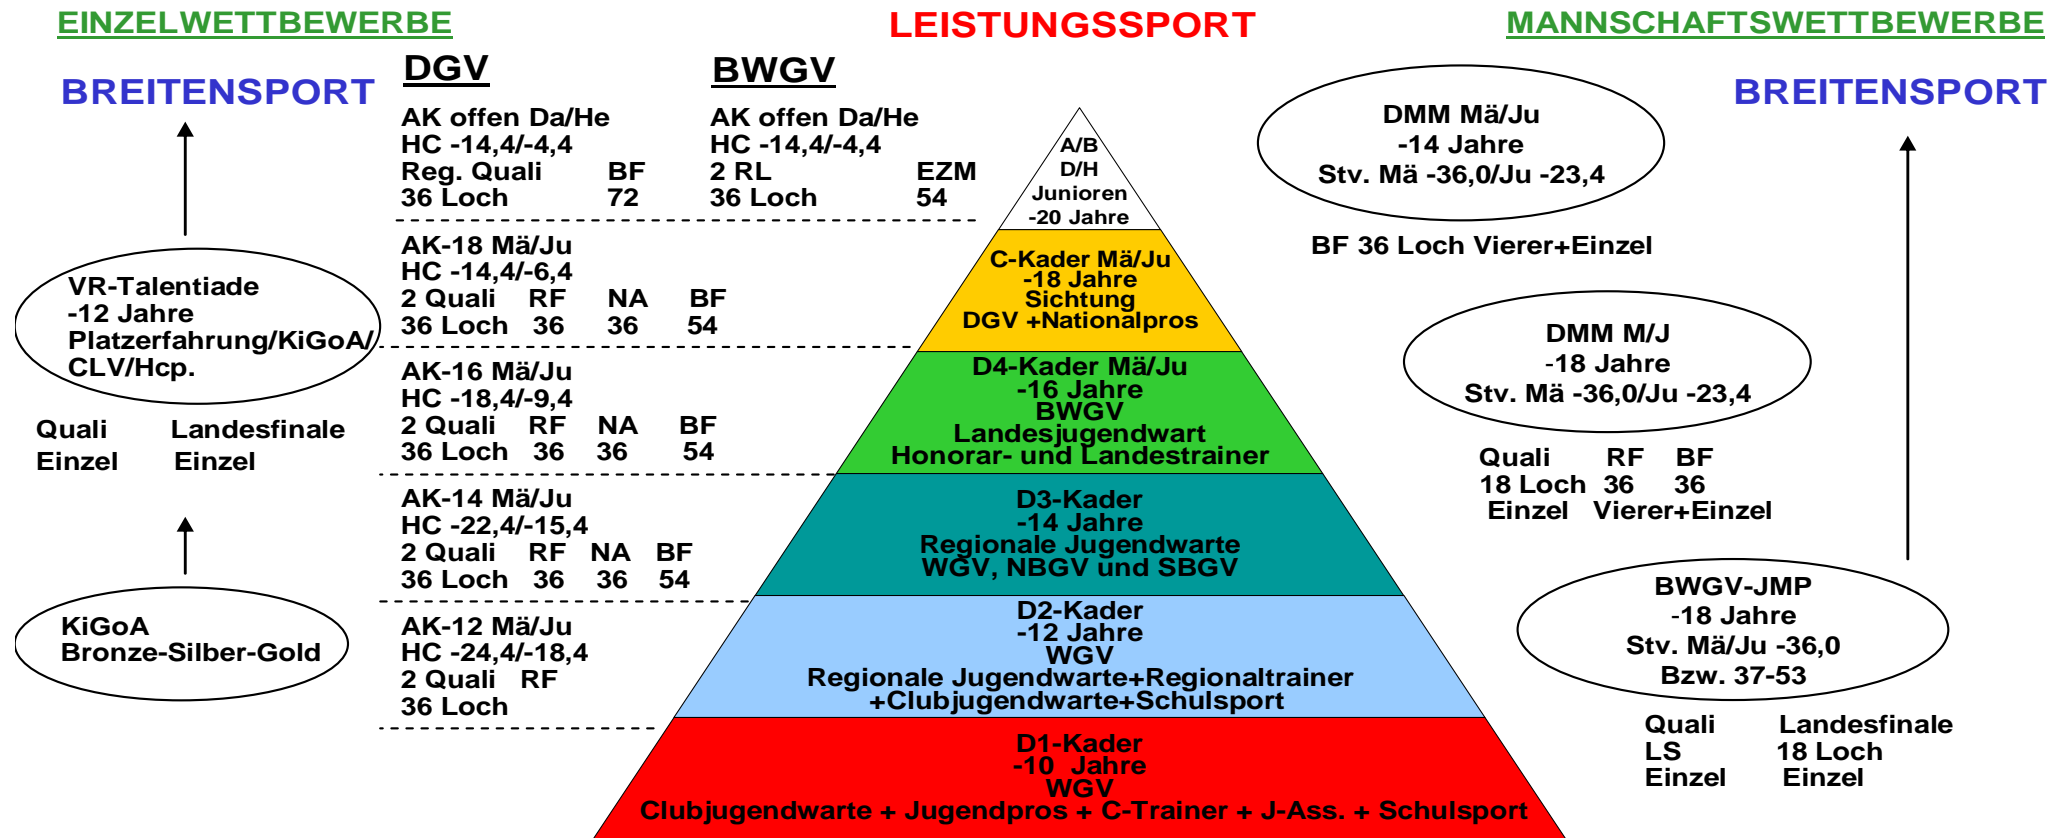 EINZELWETTBEWERBE
LEISTUNGSSPORT
MANNSCHAFTSWETTBEWERBE
BREITENSPORT
DGV
BWGV
BREITENSPORT
AK offen Da/He
HC -14,4/-4,4
Reg. Quali BF
36 Loch 72
AK offen Da/He
HC -14,4/-4,4
2 RL EZM
36 Loch 54
AK-18 Mä/Ju
HC -14,4/-6,4
2 Quali RF NA BF
36 Loch 36 36 54
AK-16 Mä/Ju
HC -18,4/-9,4
2 Quali RF NA BF
36 Loch 36 36 54
AK-14 Mä/Ju
HC -22,4/-15,4
2 Quali RF NA BF
36 Loch 36 36 54
AK-12 Mä/Ju
HC -24,4/-18,4
2 Quali RF
36 Loch
VR-Talentiade
-12 Jahre
Platzerfahrung/KiGoA/
CLV/Hcp.
Quali Landesfinale
Einzel Einzel
KiGoA
Bronze-Silber-Gold
A/B
D/H
Junioren
-20 Jahre
C-Kader Mä/Ju
-18 Jahre
Sichtung
DGV +Nationalpros
D4-Kader Mä/Ju
-16 Jahre
BWGV
Landesjugendwart
Honorar- und Landestrainer
D3-Kader
-14 Jahre
Regionale Jugendwarte
WGV, NBGV und SBGV
D2-Kader
-12 Jahre
WGV
Regionale Jugendwarte+Regionaltrainer
+Clubjugendwarte+Schulsport
D1-Kader
-10 Jahre
WGV
Clubjugendwarte + Jugendpros + C-Trainer + J-Ass. + Schulsport
DMM Mä/Ju
-14 Jahre
Stv. Mä -36,0/Ju -23,4
BF 36 Loch Vierer+Einzel
DMM M/J
-18 Jahre
Stv. Mä -36,0/Ju -23,4
Quali RF BF
18 Loch 36 36
Einzel Vierer+Einzel
BWGV-JMP
-18 Jahre
Stv. Mä/Ju -36,0
Bzw. 37-53
Quali Landesfinale
LS 18 Loch
Einzel Einzel